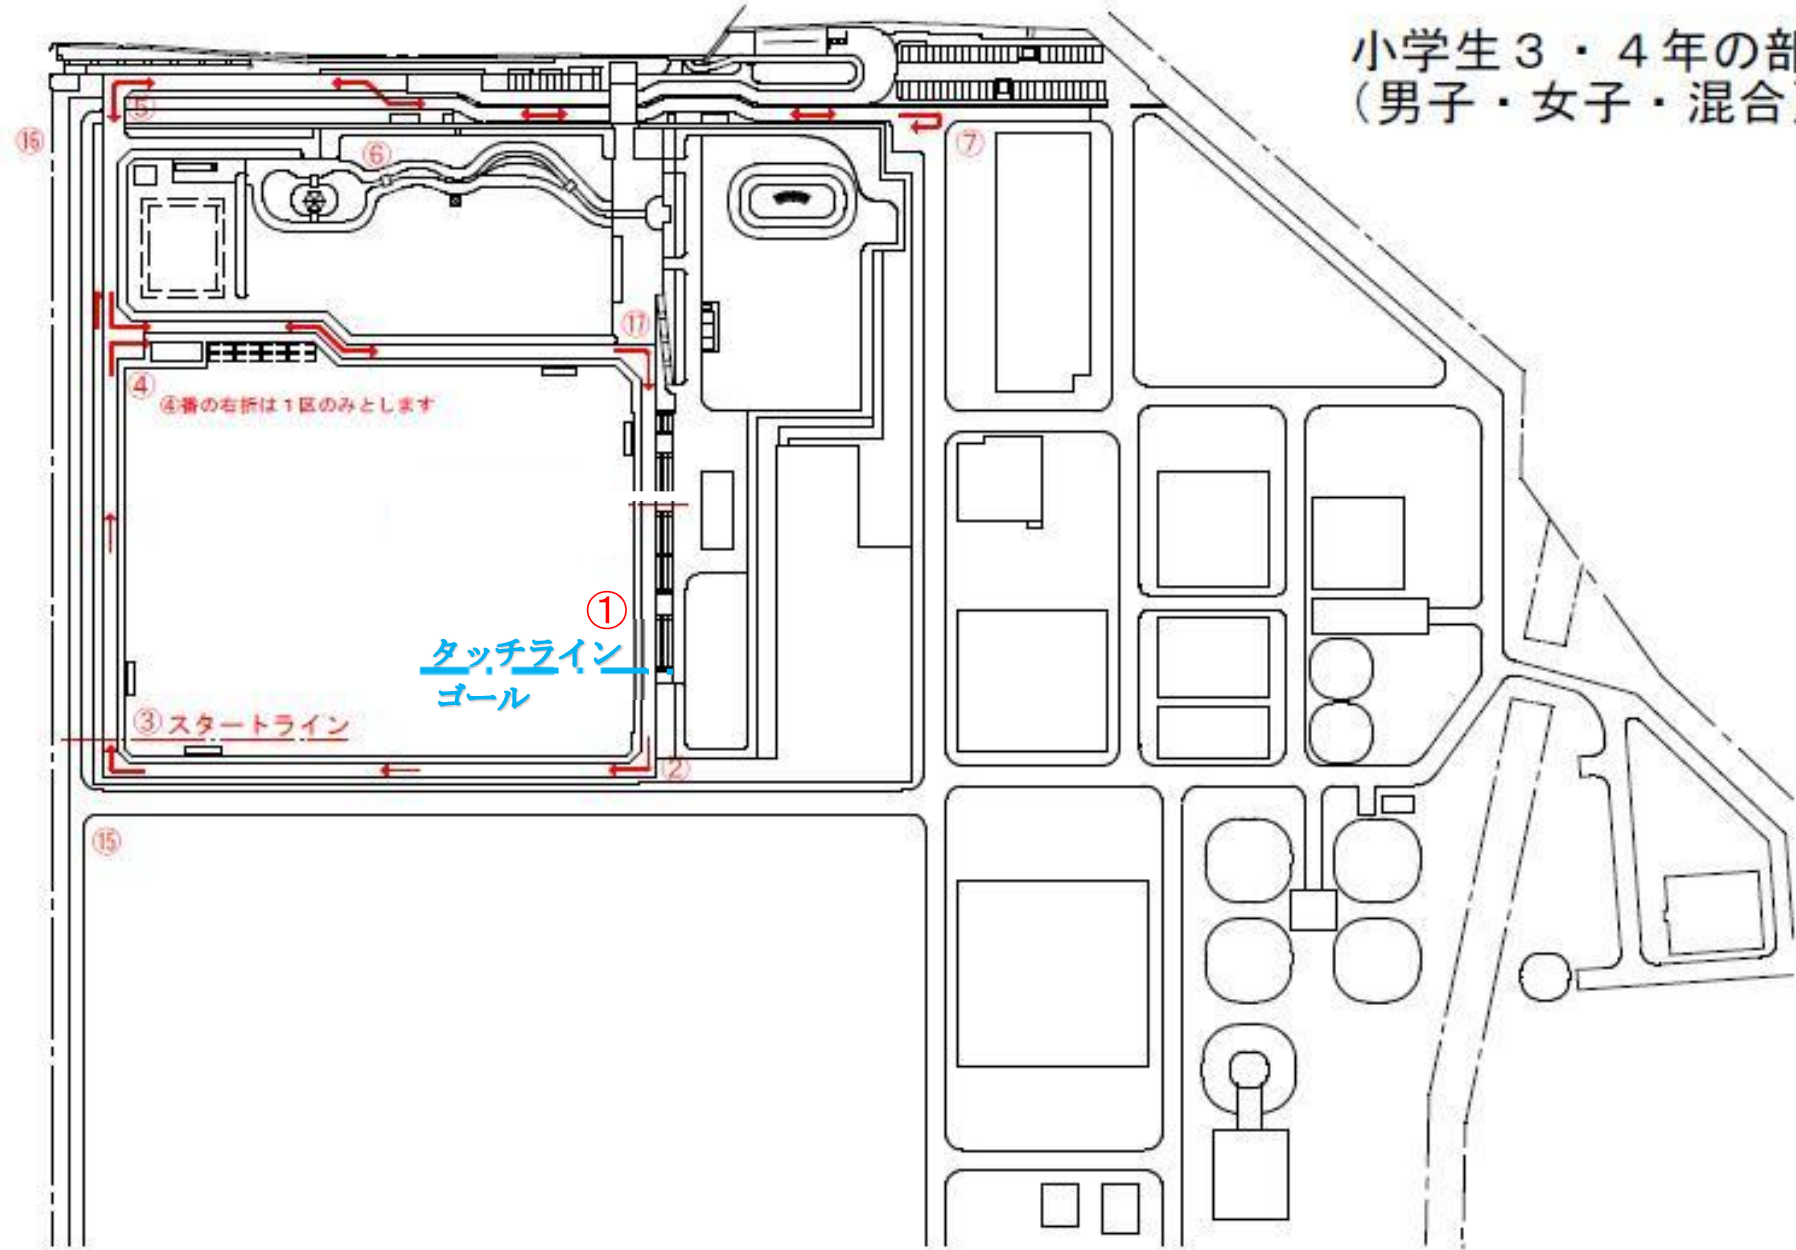 小学生３・４年の部
（男子・女子・混合）
⑤
⑯
⑥
⑦
⑰
④
④番の右折は１区のみとします
①
タッチライン
ゴール
③スタートライン
②
⑮